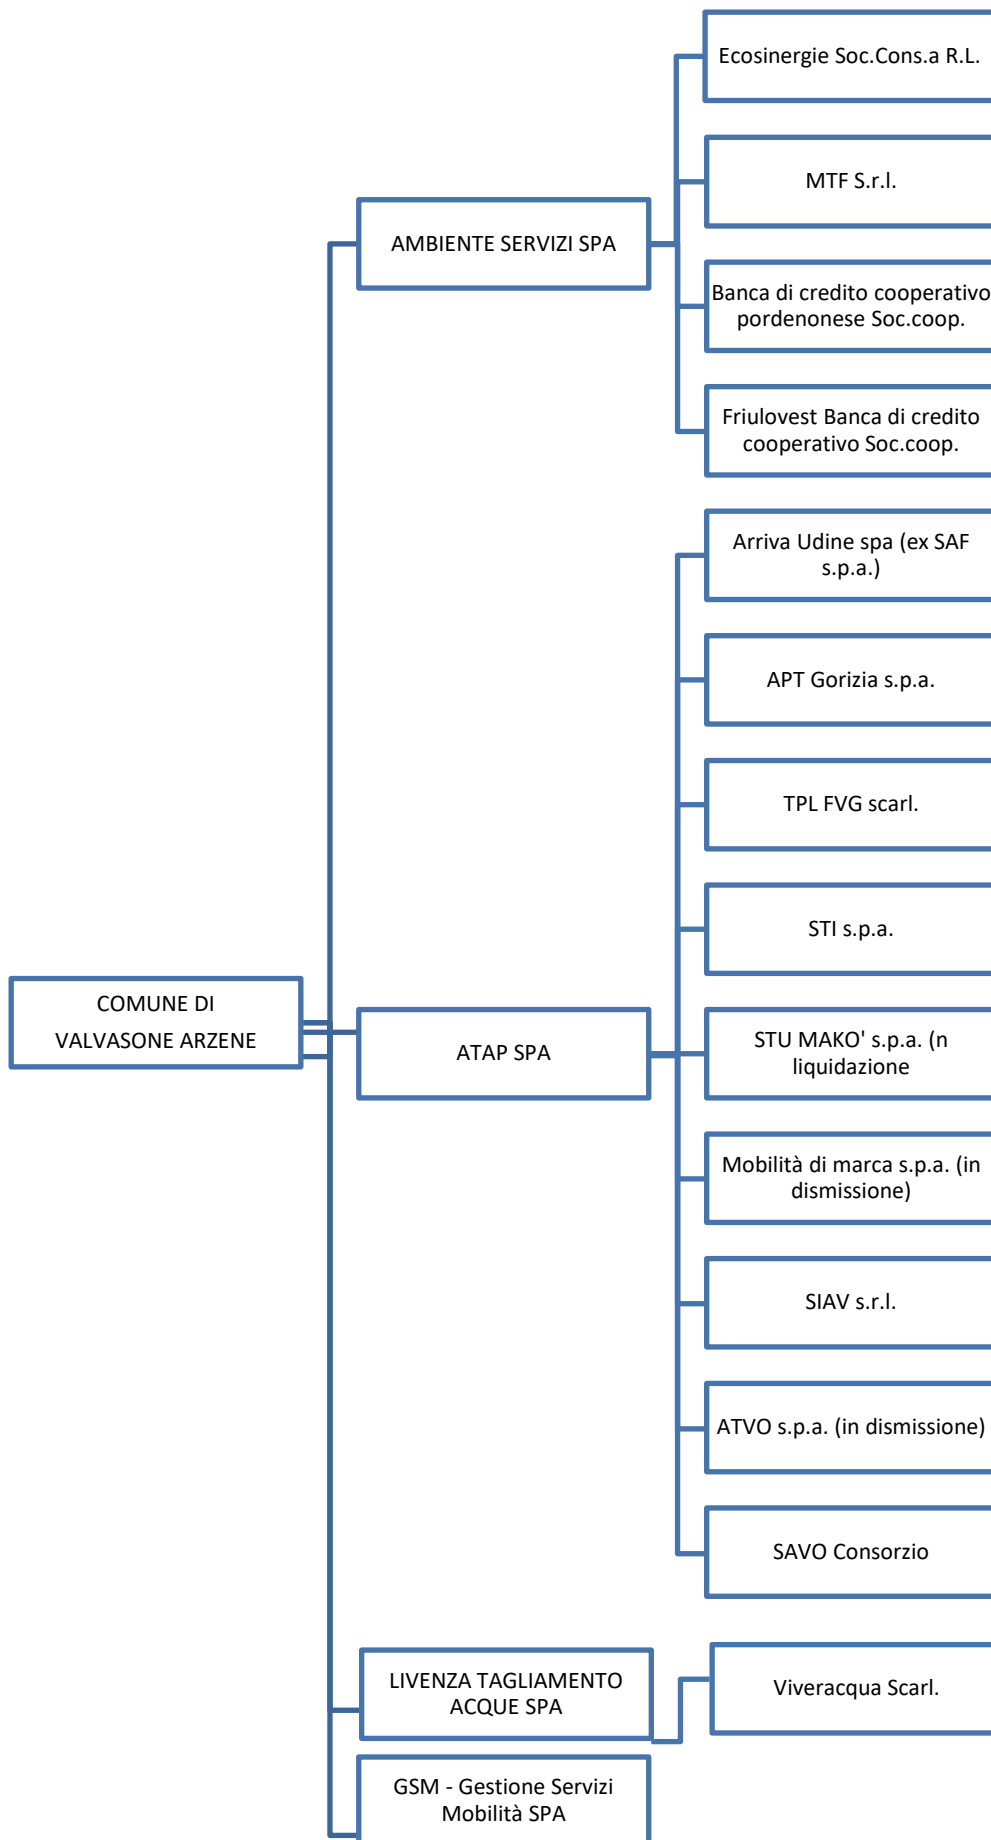 Ecosinergie Soc.Cons.a R.L.
MTF S.r.l.
AMBIENTE SERVIZI SPA
Banca di credito cooperativo
pordenonese Soc.coop.
Friulovest Banca di credito
cooperativo Soc.coop.
Arriva Udine spa (ex SAF
s.p.a.)
APT Gorizia s.p.a.
TPL FVG scarl.
STI s.p.a.
COMUNE DI
VALVASONE ARZENE
ATAP SPA
STU MAKO' s.p.a. (n
liquidazione
Mobilità di marca s.p.a. (in
dismissione)
SIAV s.r.l.
ATVO s.p.a. (in dismissione)
SAVO Consorzio
LIVENZA TAGLIAMENTO
ACQUE SPA
Viveracqua Scarl.
GSM - Gestione Servizi
Mobilità SPA